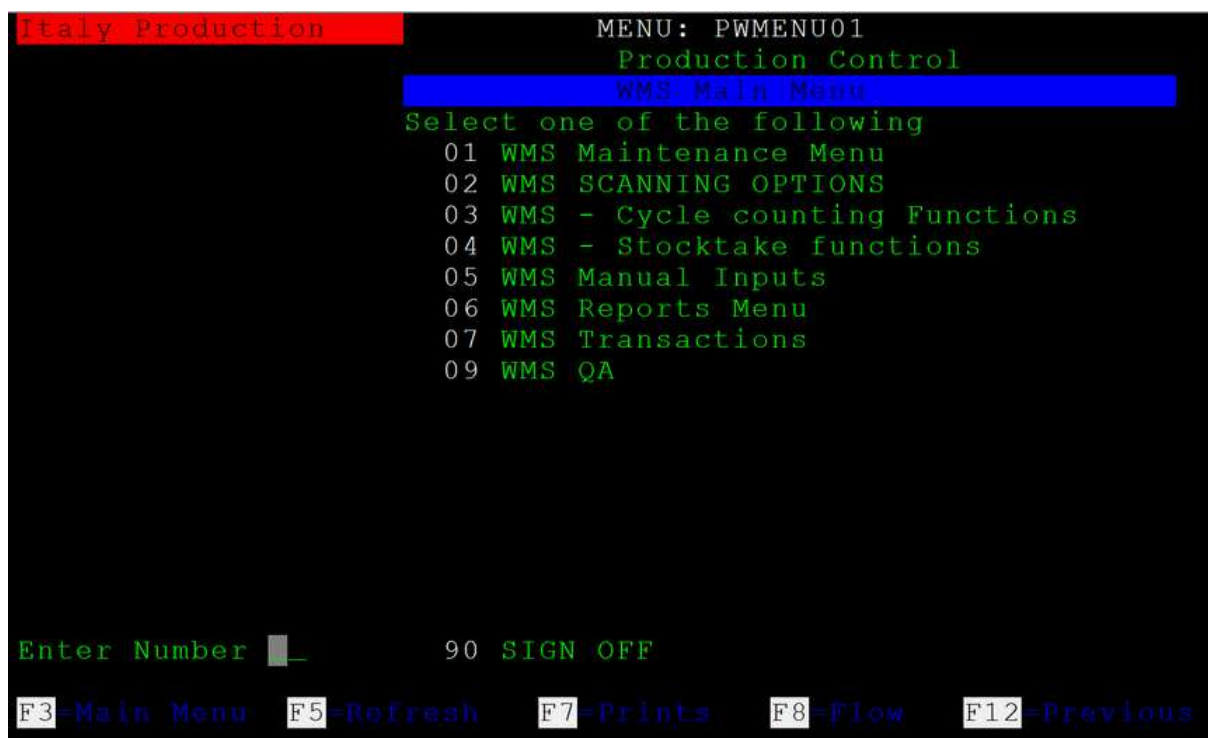 Italy Production MENU: PWMENU01
Production Control
WMS Main Menu
Select one of the following
01 WMS Maintenance Menu
02 WMS SCANNING OPTIONS
03 WMS - Cycle counting Functions
04 WMS - Stocktake functions
05 WMS Manual Inputs
06 WMS Reports Menu
07 WMS Transactions
09 WMS QA
Enter Number 90 SIGN OFF
F3=Main Menu F5=Refresh F7=Prints F8=Flow F12=Previous